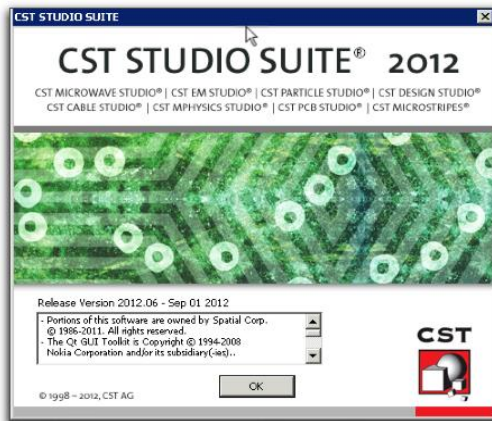 CST STUDIO SUITE
CST STUDIO SUITE® 2012
CST MICROWAVE STUDIO® | CST EM STUDIO® | CST PARTICLE STUDIO® | CST DESIGN STUDIO®
CST CABLE STUDIO® | CST MPHYSICS STUDIO® | CST PCB STUDIO® | CST MICROSTRIPES®
Release Version 2012.06 - Sep 01 2012
- Portions of this software are owned by Spatial Corp.
© 1986-2011. All rights reserved.
- The Qt GUI Toolkit is Copyright © 1994-2008
Nokia Corporation and/or its subsidiary(-ies)..
CST
OK
© 1998 – 2012, CST AG